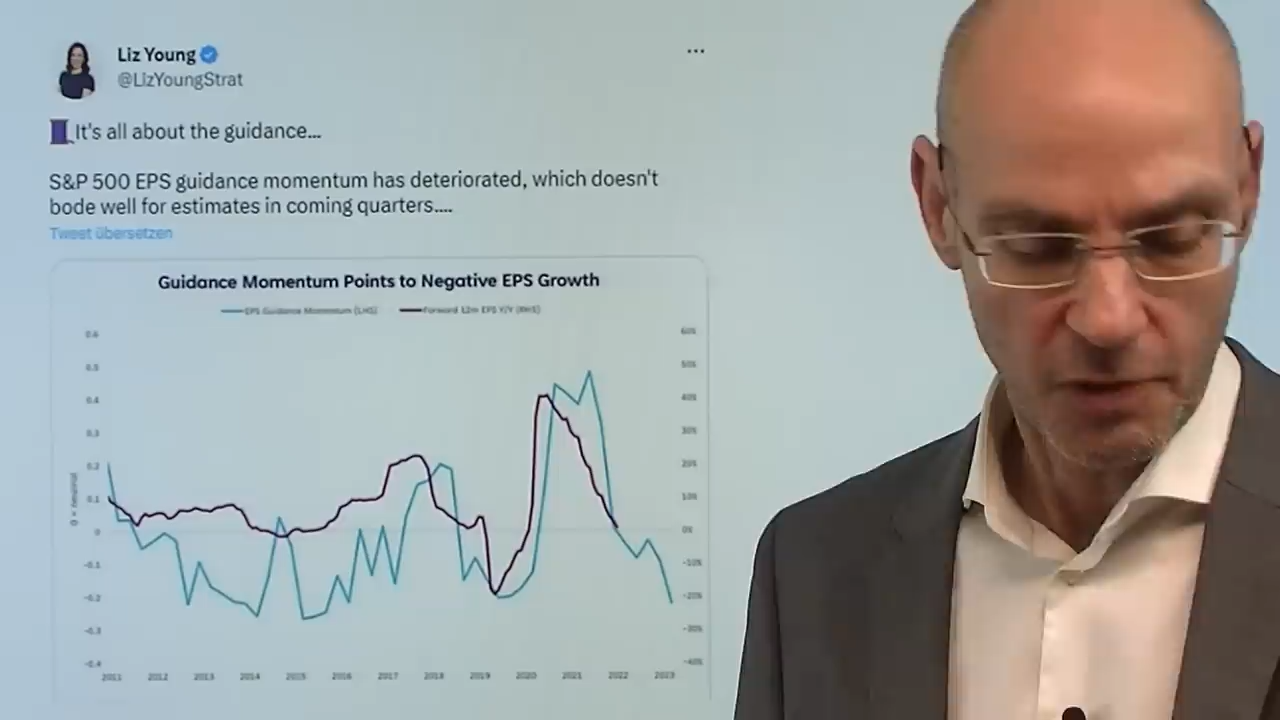 Liz Young
@LizYoungStrat
It's all about the guidance...
S&P 500 EPS guidance momentum has deteriorated, which doesn't
bode well for estimates in coming quarters....
Tweet übersetzen
Guidance Momentum Points to Negative EPS Growth
EPS Guidance Momentum (LHS) Forward 12m EPS Y/Y (RHS)
0.6 60%
0.5 50%
0.4 40%
0.3 30%
0.2 20%
0.1 10%
0 0%
-0.1 -10%
-0.2 -20%
-0.3 -30%
-0.4 -40%
0 = neutral
2011 2012 2013 2014 2015 2016 2017 2018 2019 2020 2021 2022 2023